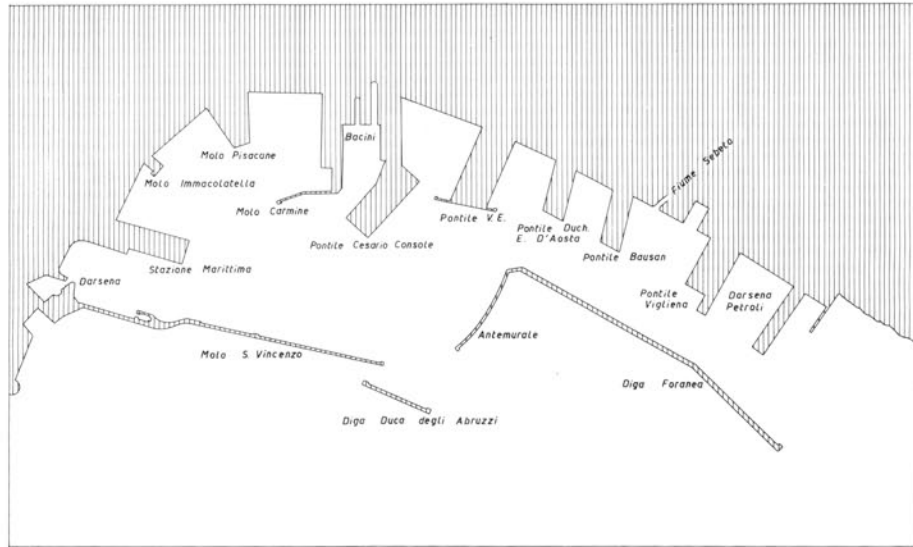 Bacini
Molo Pisacane
Fiume Sebeto
Molo Immacolatella
Molo Carmine
Pontile V. E.
Pontile Duch.
E. D'Aosta
Pontile Cesario Console
Pontile Bausan
Stazione Marittima
Darsena
Pontile
Vigliena
Darsena
Petroli
Antemurale
Molo S. Vincenzo
Diga Foranea
Diga Duca degli Abruzzi